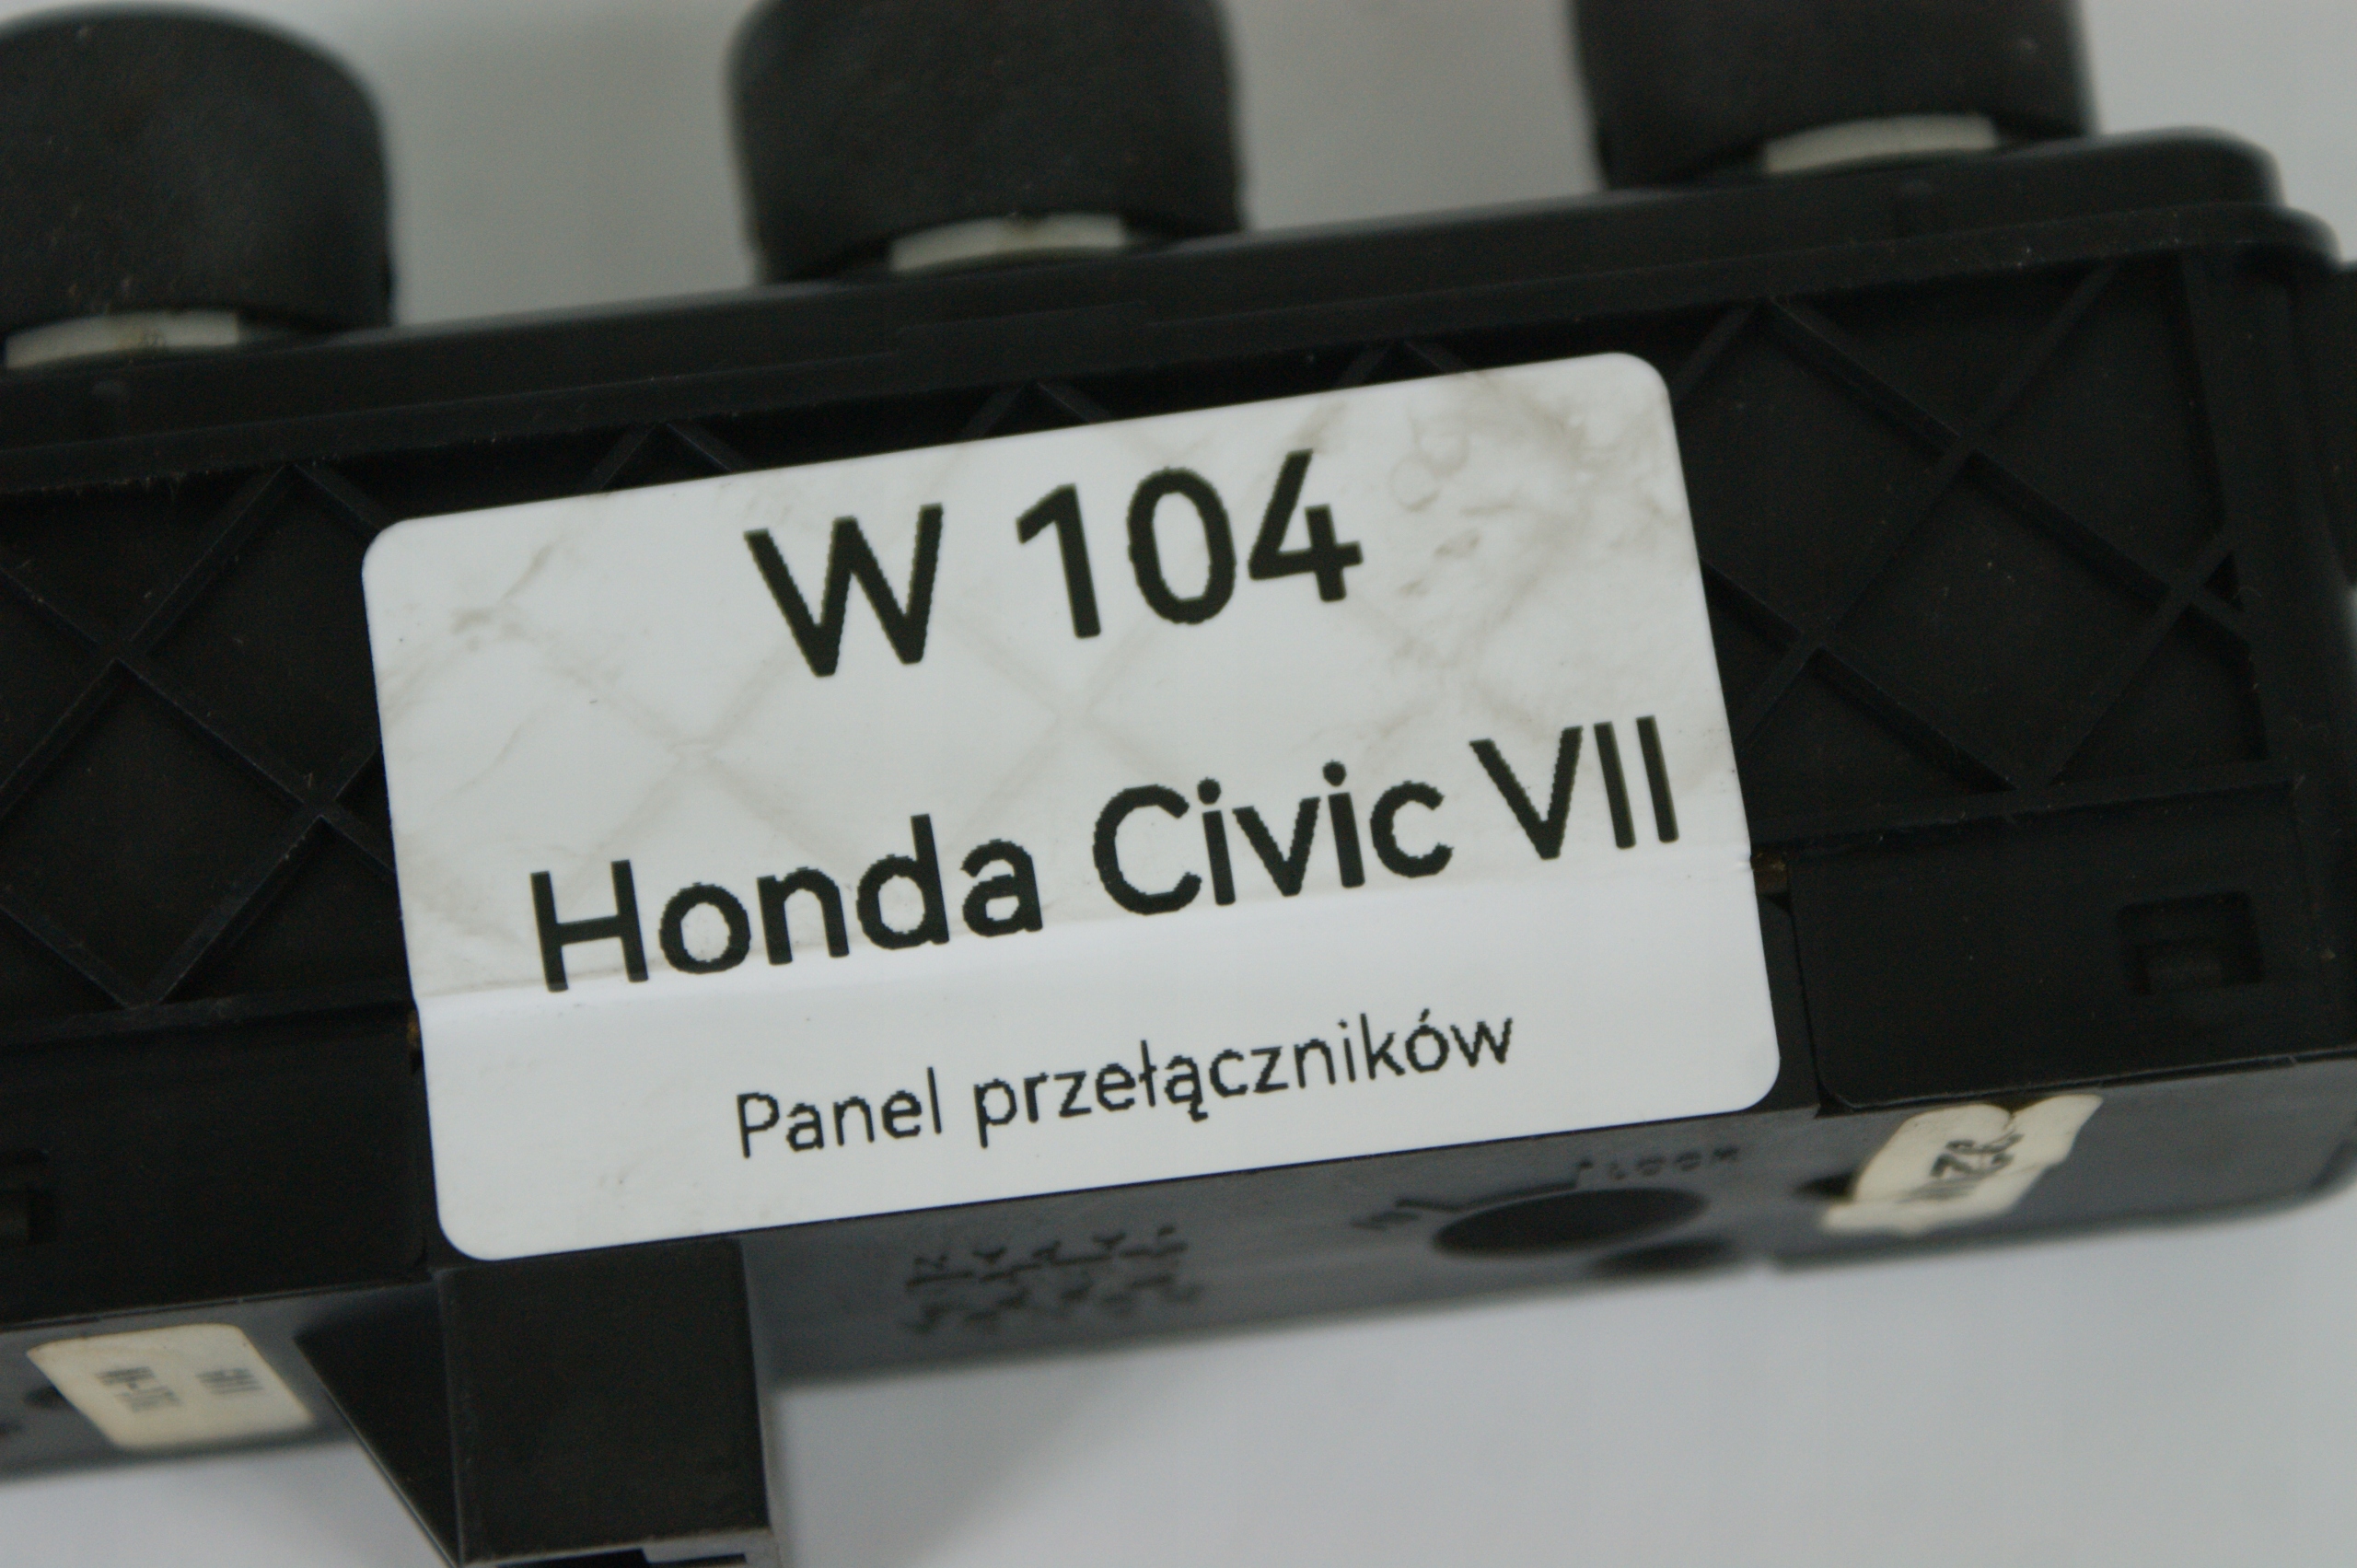 W 104
Honda Civic VII
Panel przełączników